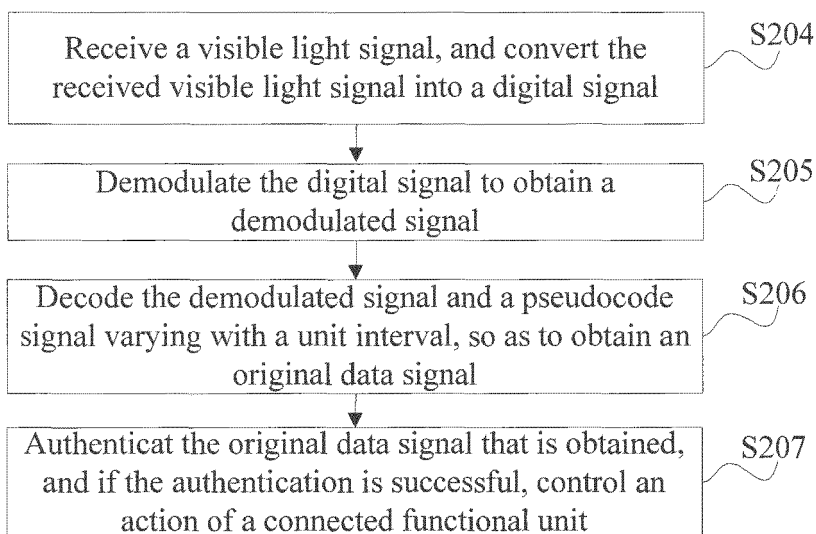 Receive a visible light signal, and convert the
received visible light signal into a digital signal
S204
Demodulate the digital signal to obtain a
demodulated signal
S205
Decode the demodulated signal and a pseudocode
signal varying with a unit interval, so as to obtain an
original data signal
S206
Authenticat the original data signal that is obtained,
and if the authentication is successful, control an
action of a connected functional unit
S207